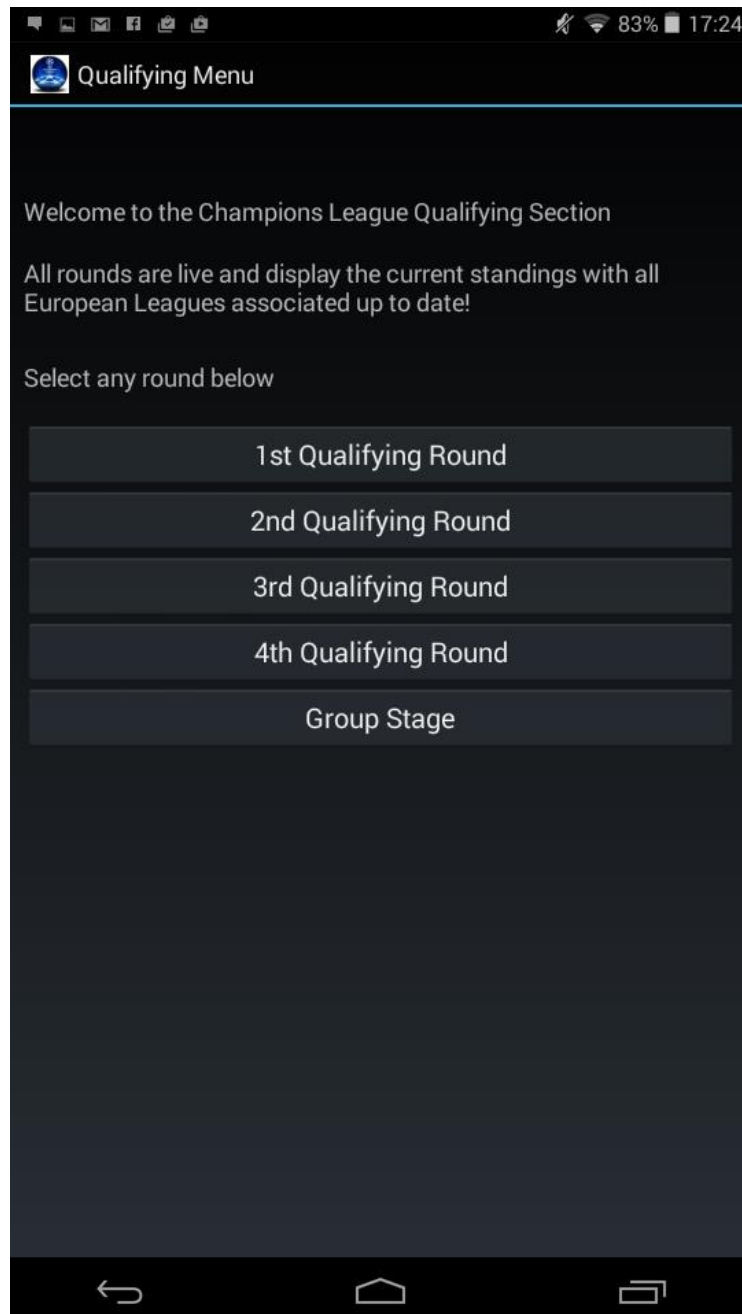 83% 17:24
Qualifying Menu
Welcome to the Champions League Qualifying Section
All rounds are live and display the current standings with all
European Leagues associated up to date!
Select any round below
1st Qualifying Round
2nd Qualifying Round
3rd Qualifying Round
4th Qualifying Round
Group Stage